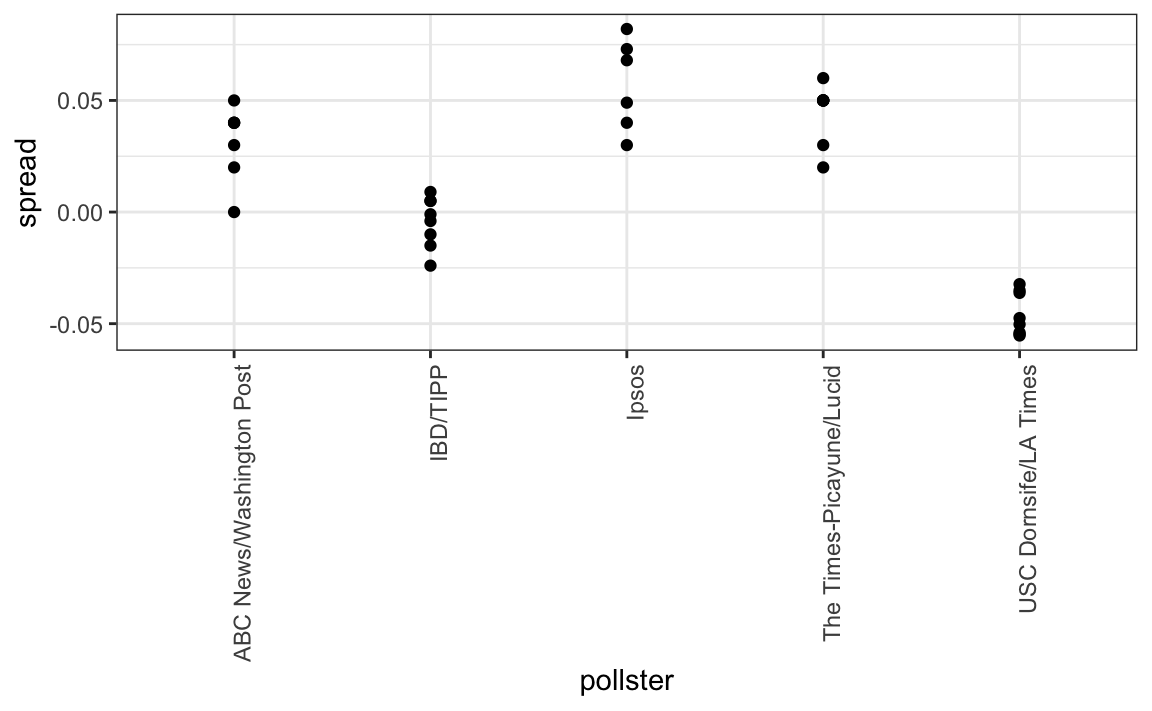 spread
0.05
0.00
-0.05
ABC News/Washington Post
IBD/TIPP
Ipsos
The Times-Picayune/Lucid
USC Dornsife/LA Times
pollster